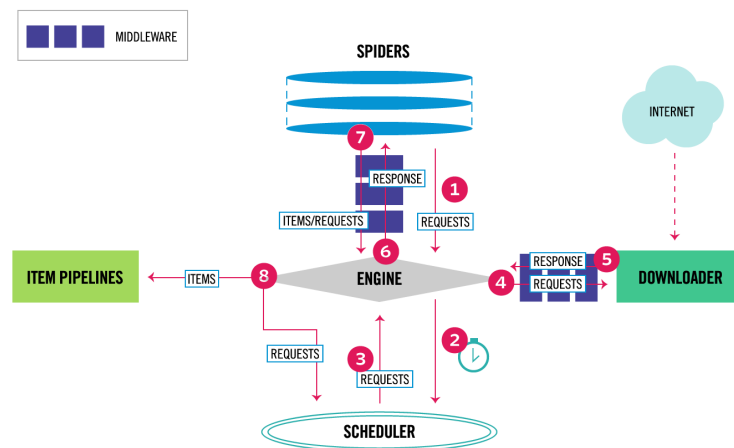 MIDDLEWARE
SPIDERS
INTERNET
7
RESPONSE
1
ITEMS/REQUESTS
REQUESTS
6
5
RESPONSE
ITEM PIPELINES
ITEMS
8
ENGINE
4
REQUESTS
DOWNLOADER
2
REQUESTS
3
REQUESTS
SCHEDULER